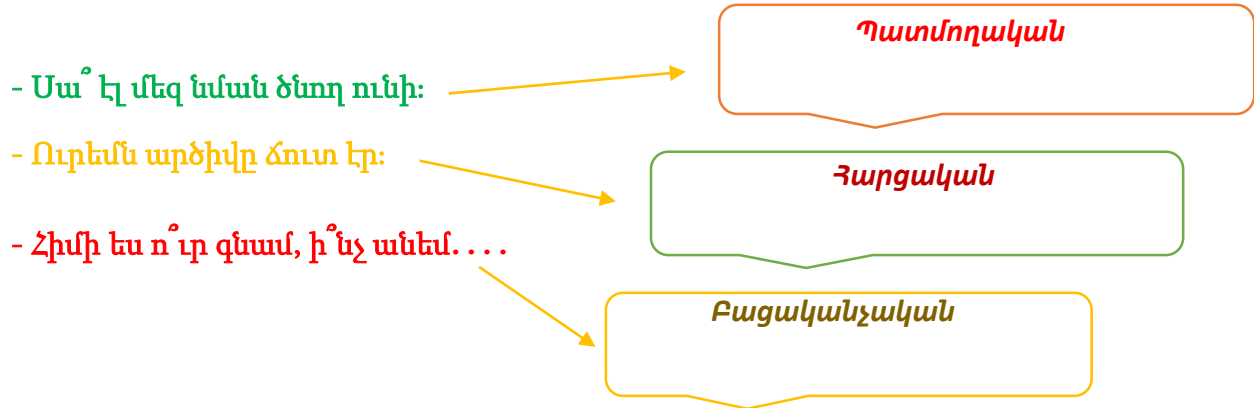 Պատմողական
- Սա՞ էլ մեզ նման ծնող ունի։
- Ուրեմն արծիվը ճուտ էր։
Հարցական
- Հիմի ես ո՞ւր գնամ, ի՞նչ անեմ....
Բացականչական